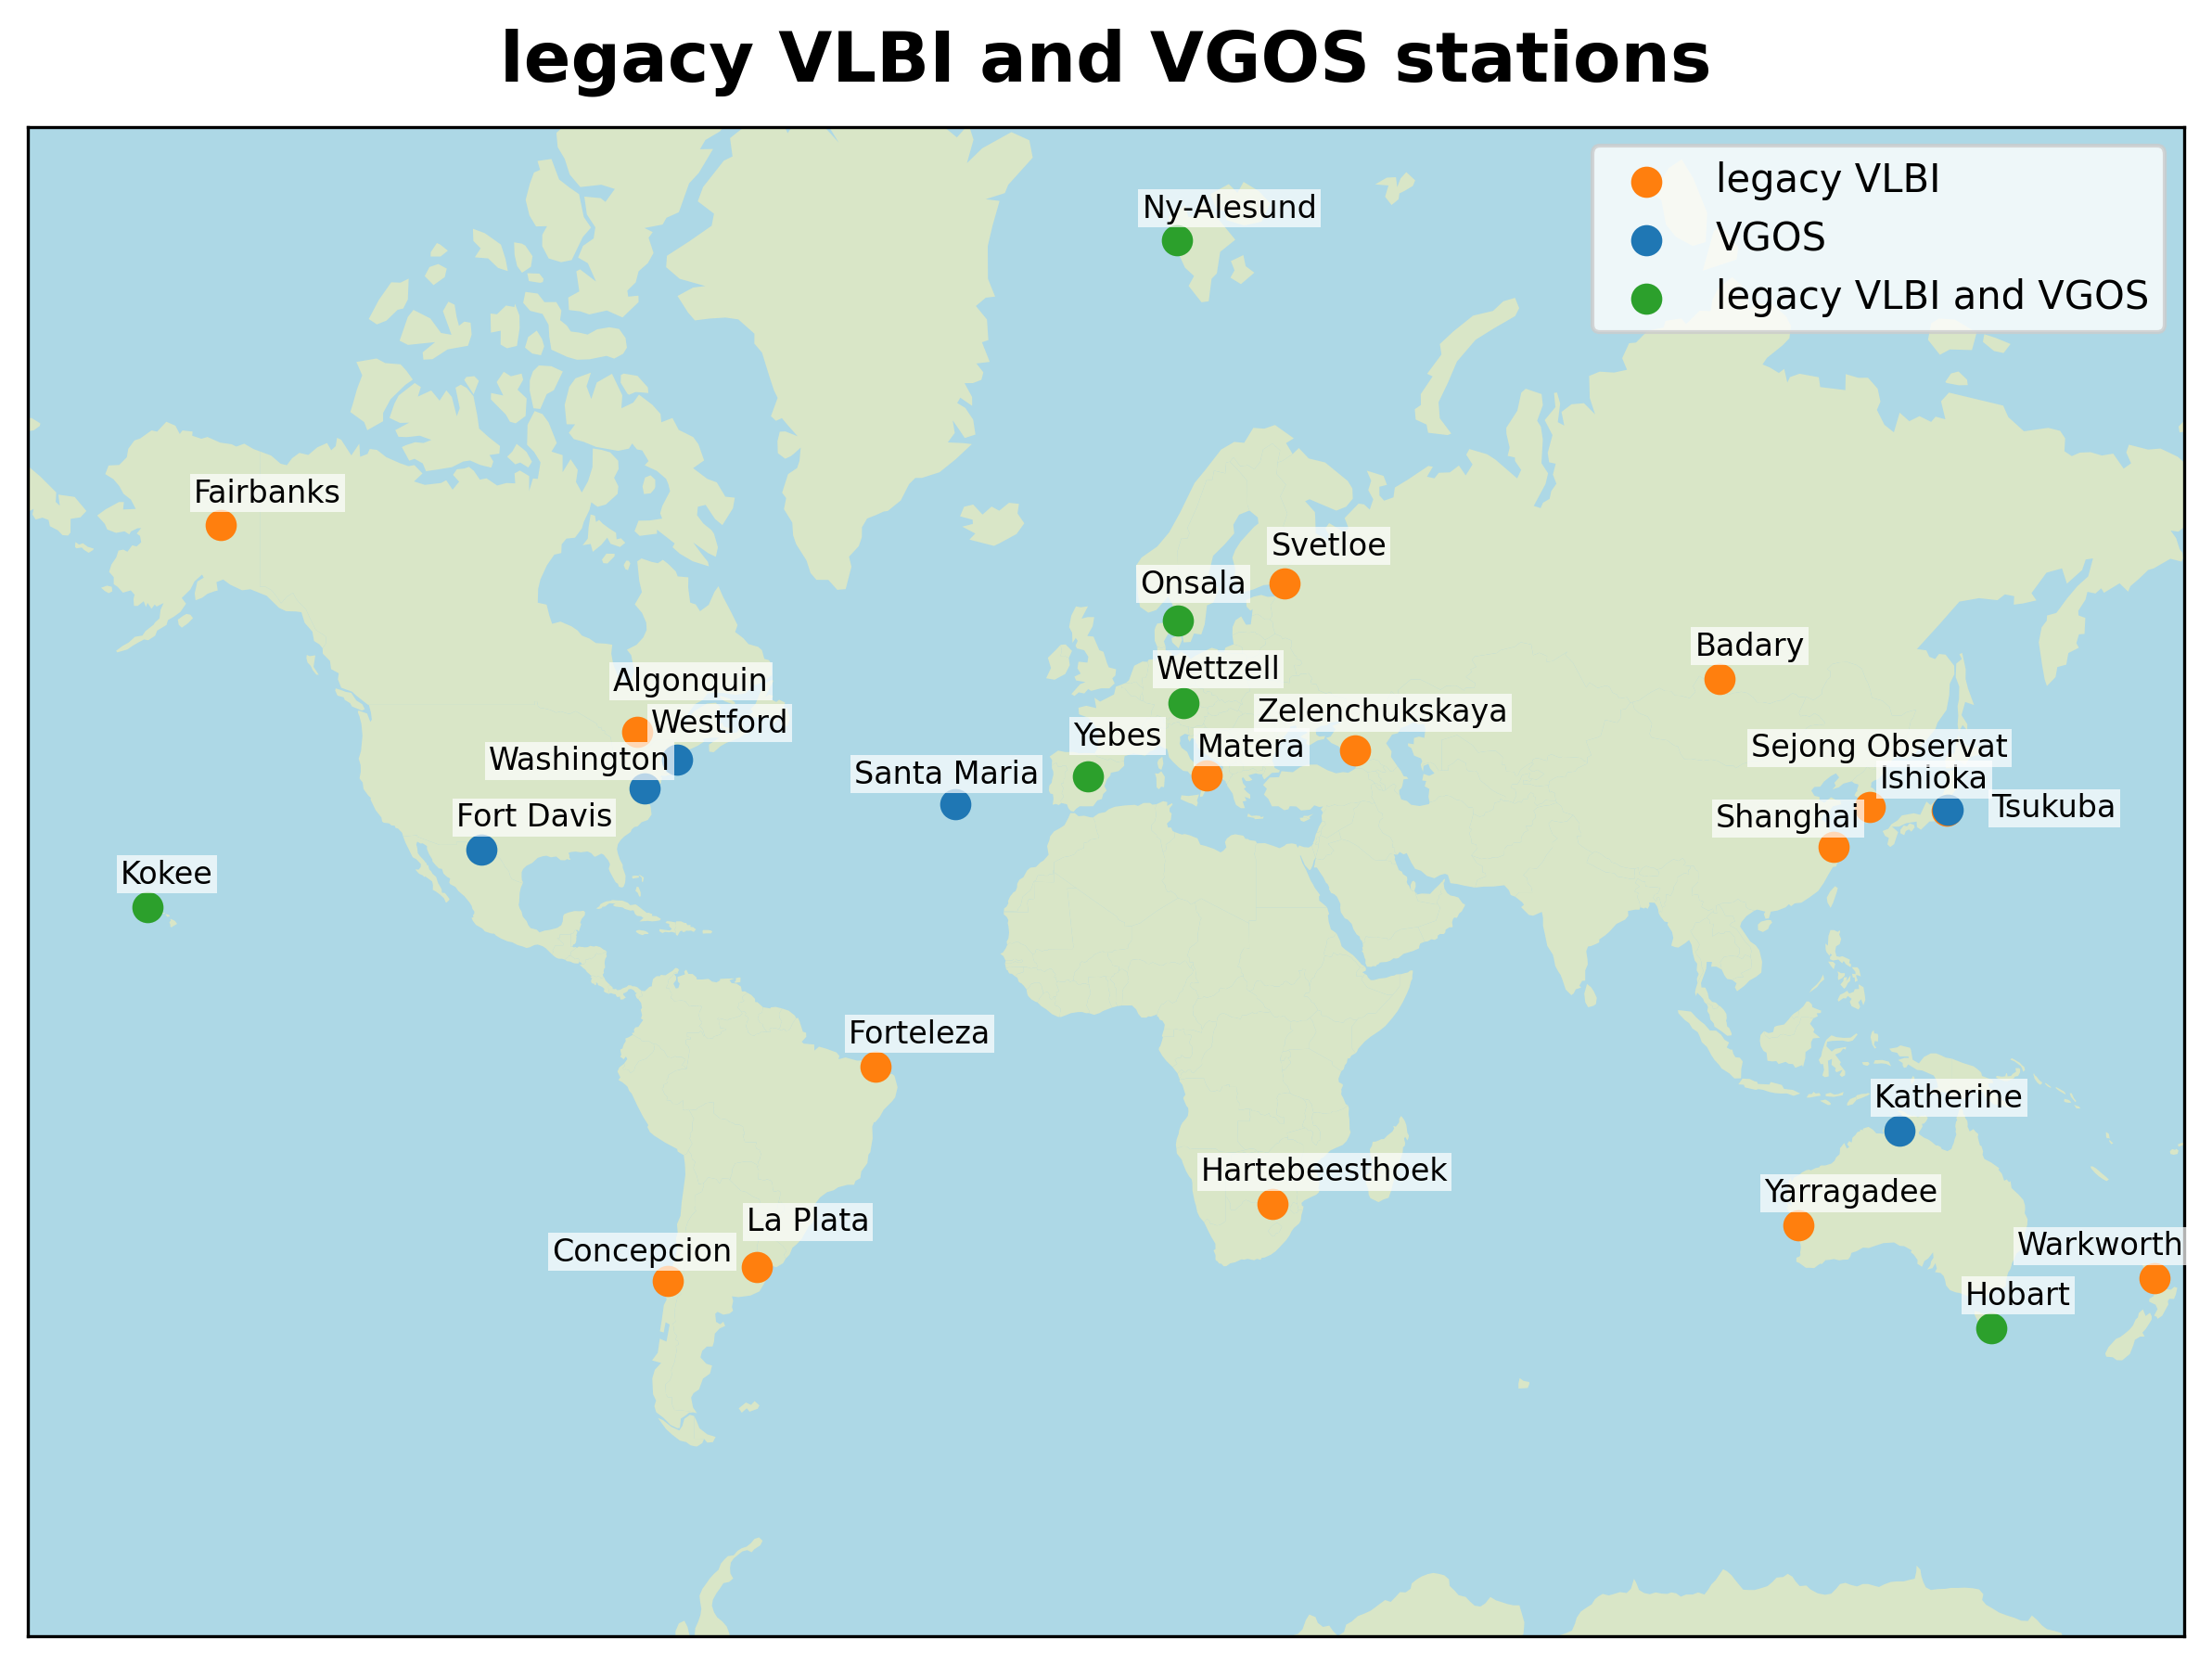 legacy VLBI and VGOS stations
legacy VLBI
VGOS
legacy VLBI and VGOS
Ny-Alesund
Fairbanks
Svetloe
Onsala
Badary
Wettzell
Algonquin
Zelenchukskaya
Westford
Yebes
Matera
Sejong Observat
Washington
Santa Maria
Ishioka
Tsukuba
Fort Davis
Shanghai
Kokee
Forteleza
Katherine
Hartebeesthoek
Yarragadee
La Plata
Concepcion
Warkworth
Hobart